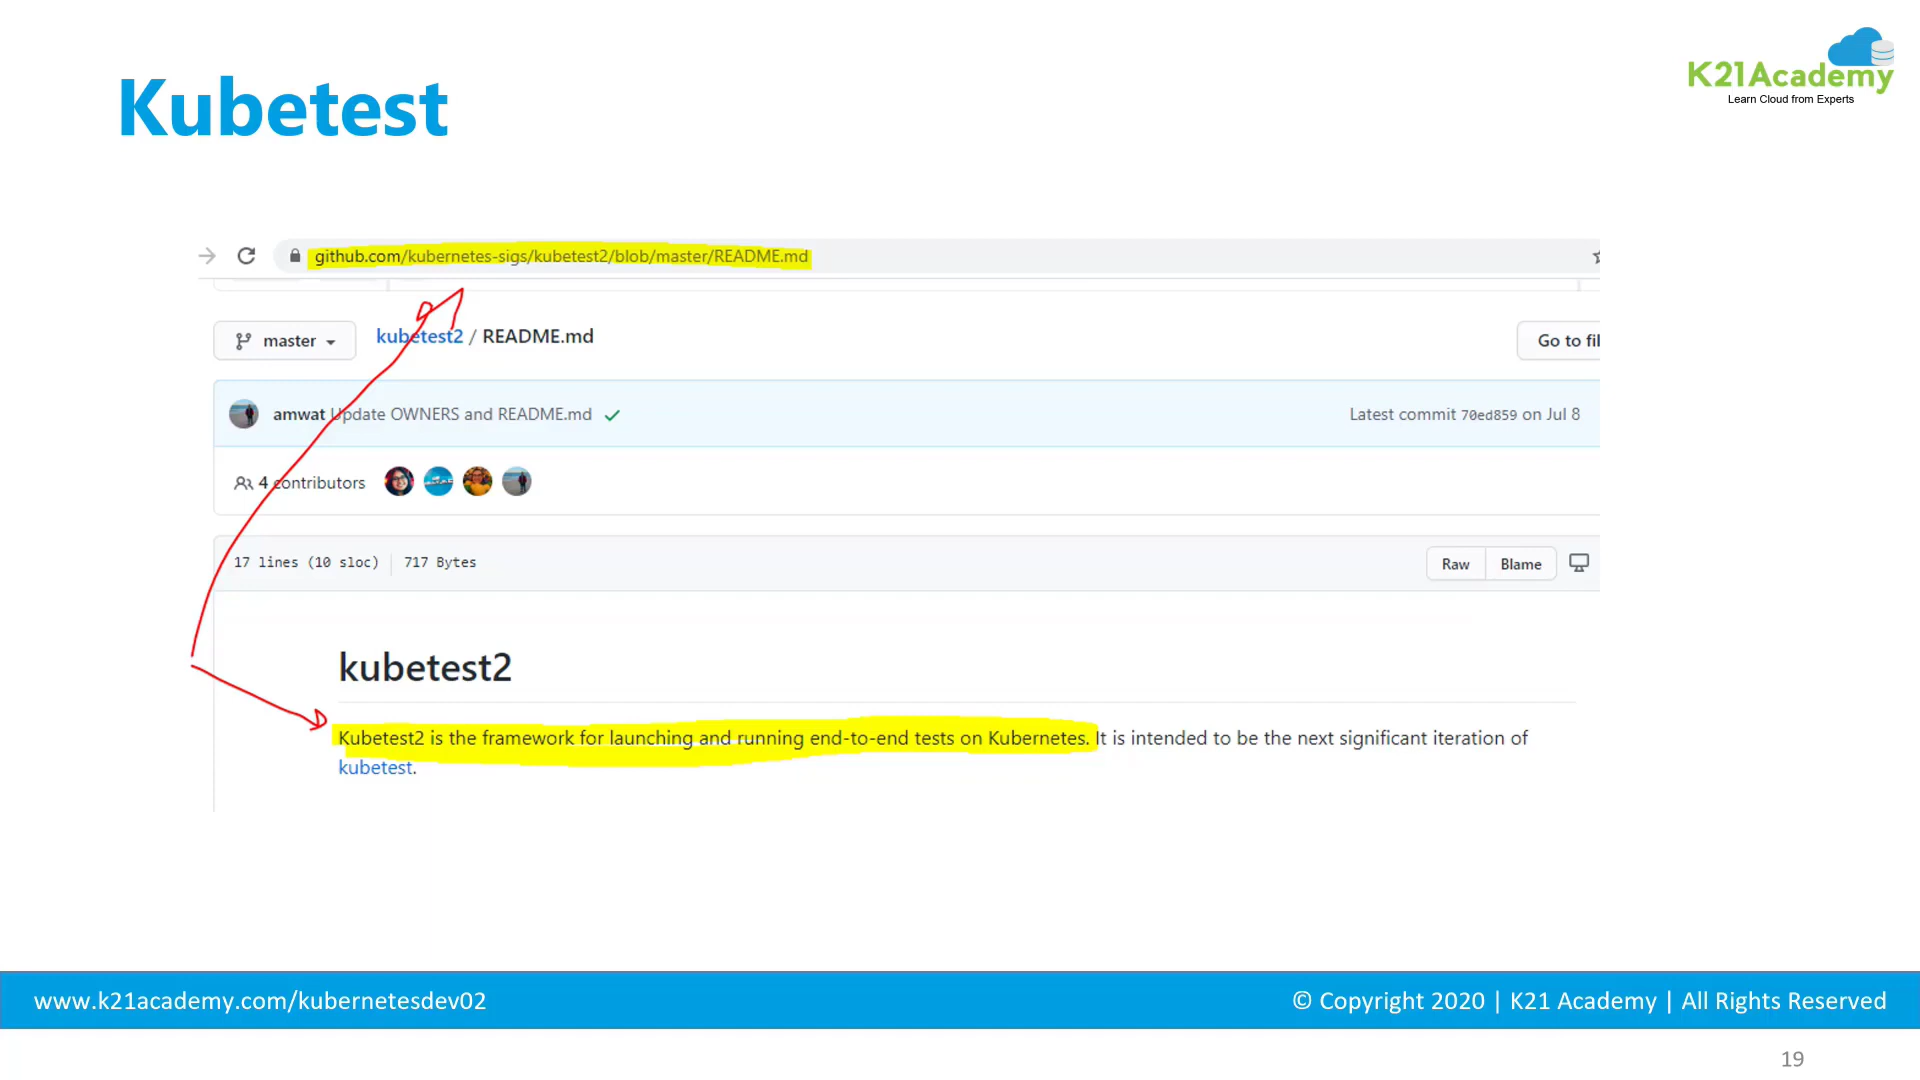 K21Academy
Learn Cloud from Experts
Kubetest
github.com/kubernetes-sigs/kubetest2/blob/master/README.md
master
kubetest2 / README.md
Go to fil
amwat Update OWNERS and README.md
Latest commit 70ed859 on Jul 8
4 contributors
17 lines (10 sloc) 717 Bytes
Raw Blame
kubetest2
Kubetest2 is the framework for launching and running end-to-end tests on Kubernetes. It is intended to be the next significant iteration of
kubetest.
www.k21academy.com/kubernetesdev02
© Copyright 2020 | K21 Academy | All Rights Reserved
19